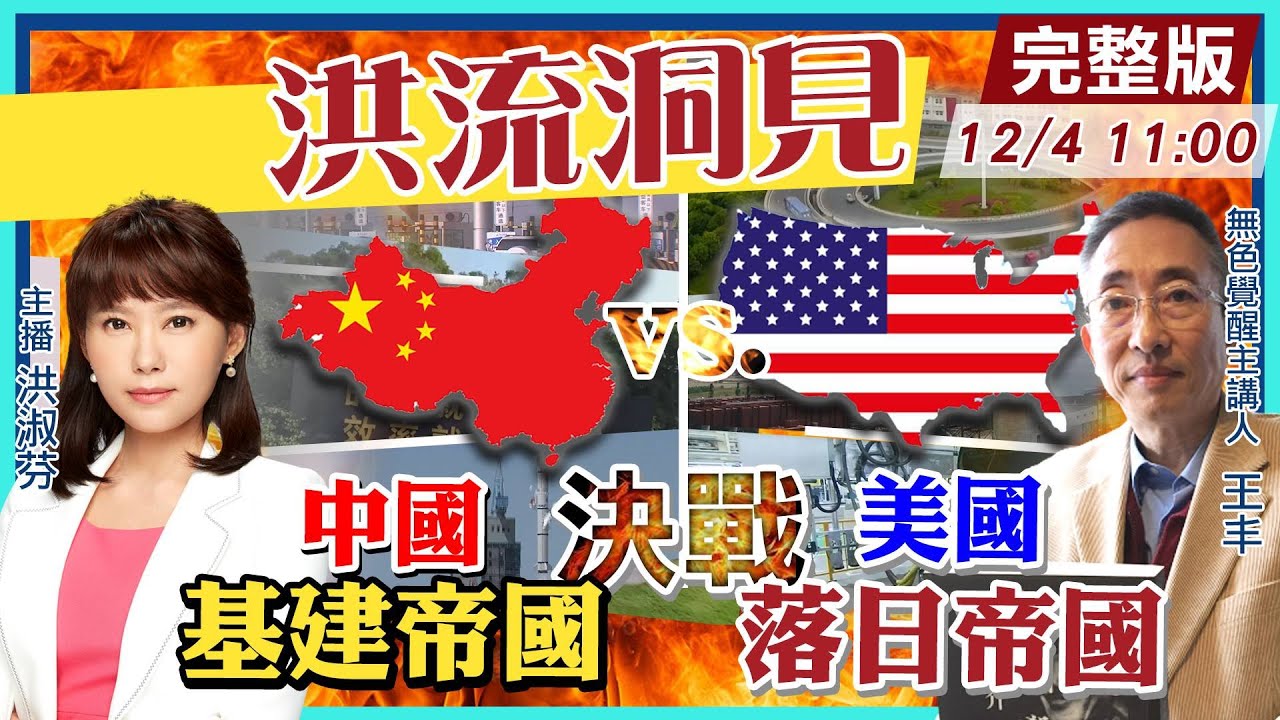 洪流洞見
完整版
12/4 11:00
主播 洪淑芬
無色覺醒主講人 王丰
vs.
中國
決戰
美國
基建帝國
落日帝國